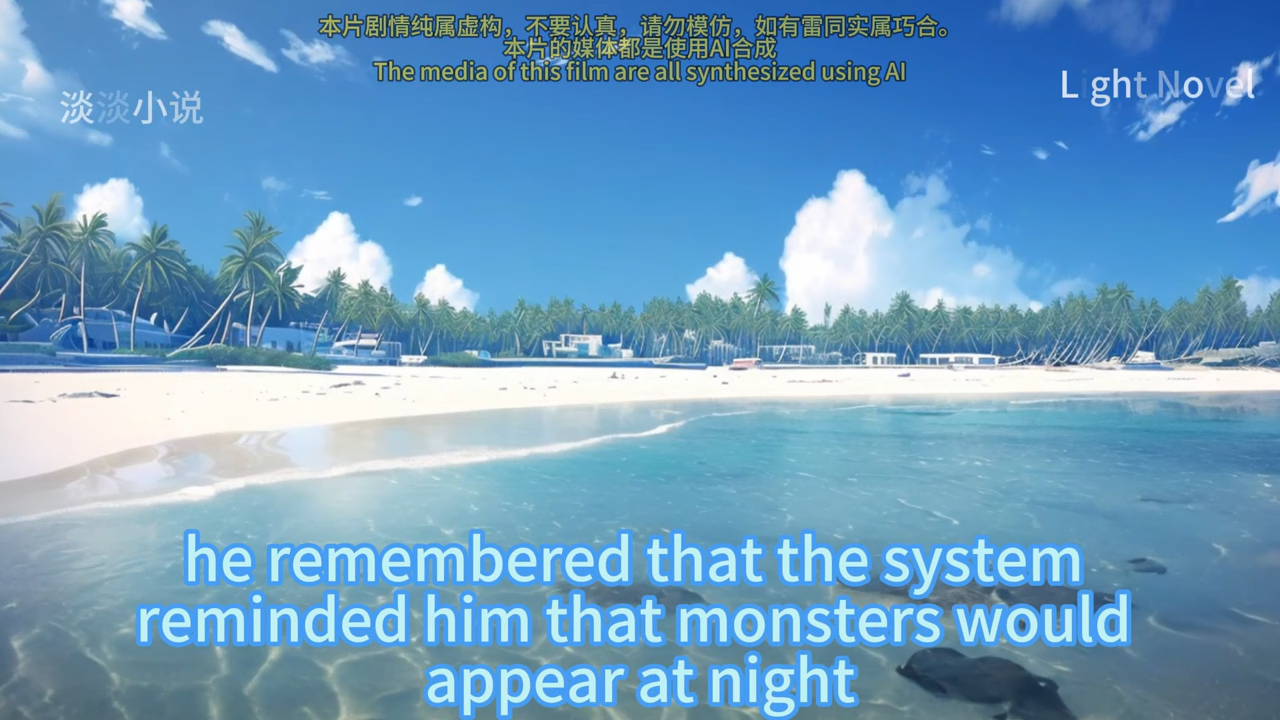 本片剧情纯属虚构，不要认真，请勿模仿，如有雷同实属巧合。
本片的媒体都是使用AI合成
The media of this film are all synthesized using AI
淡淡小说
Light Novel
he remembered that the system
reminded him that monsters would
appear at night